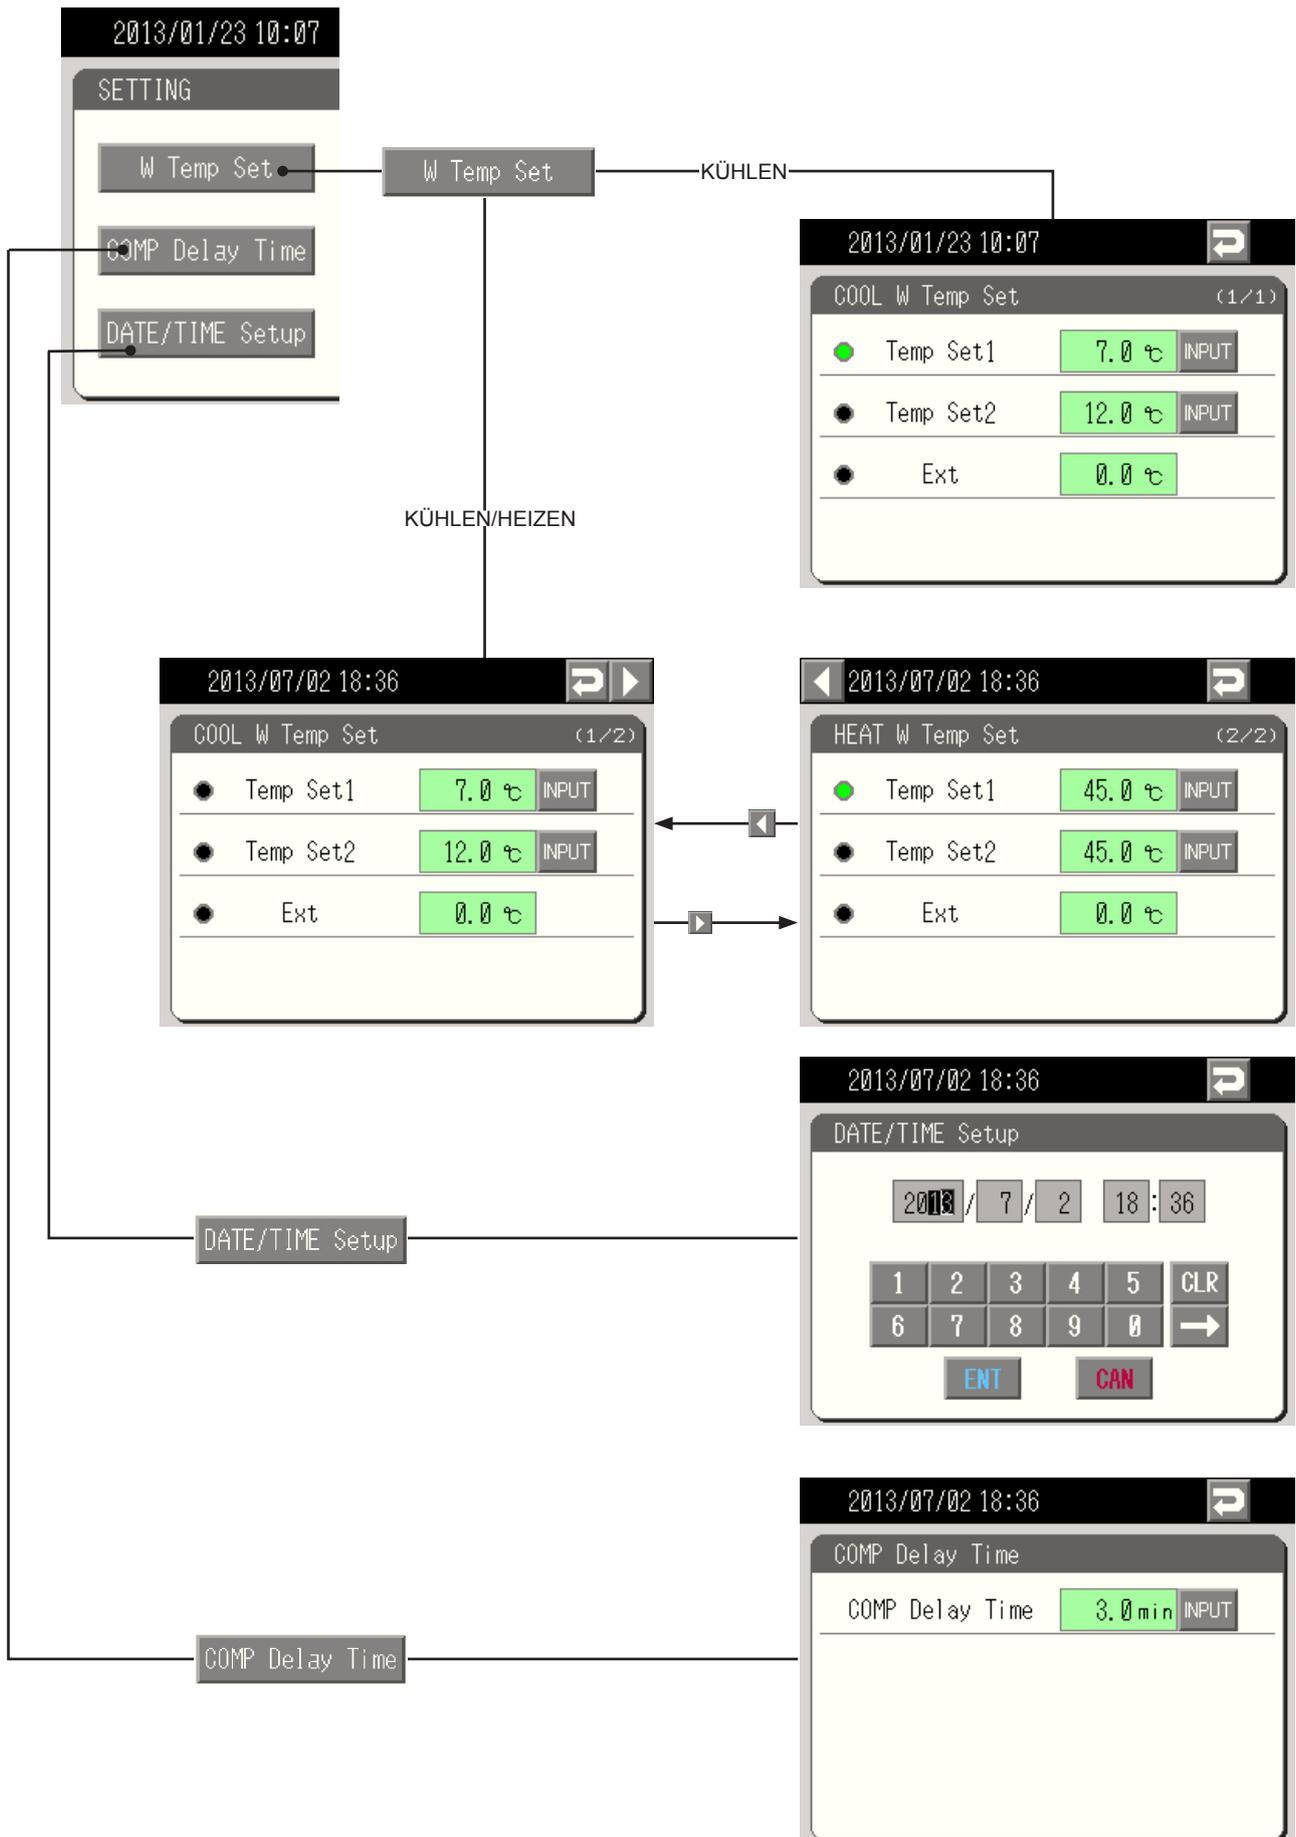 2013/01/23 10:07
SETTING
W Temp Set
COMP Delay Time
DATE/TIME Setup
W Temp Set
KÜHLEN
2013/01/23 10:07
COOL W Temp Set (1/1)
Temp Set1 7.0 ℃ INPUT
Temp Set2 12.0 ℃ INPUT
Ext 0.0 ℃
KÜHLEN/HEIZEN
2013/07/02 18:36
COOL W Temp Set (1/2)
Temp Set1 7.0 ℃ INPUT
Temp Set2 12.0 ℃ INPUT
Ext 0.0 ℃
2013/07/02 18:36
HEAT W Temp Set (2/2)
Temp Set1 45.0 ℃ INPUT
Temp Set2 45.0 ℃ INPUT
Ext 0.0 ℃
DATE/TIME Setup
2013/07/02 18:36
DATE/TIME Setup
2013 / 7 / 2 18 : 36
1 2 3 4 5 CLR
6 7 8 9 0 →
ENT CAN
COMP Delay Time
2013/07/02 18:36
COMP Delay Time
COMP Delay Time 3.0min INPUT